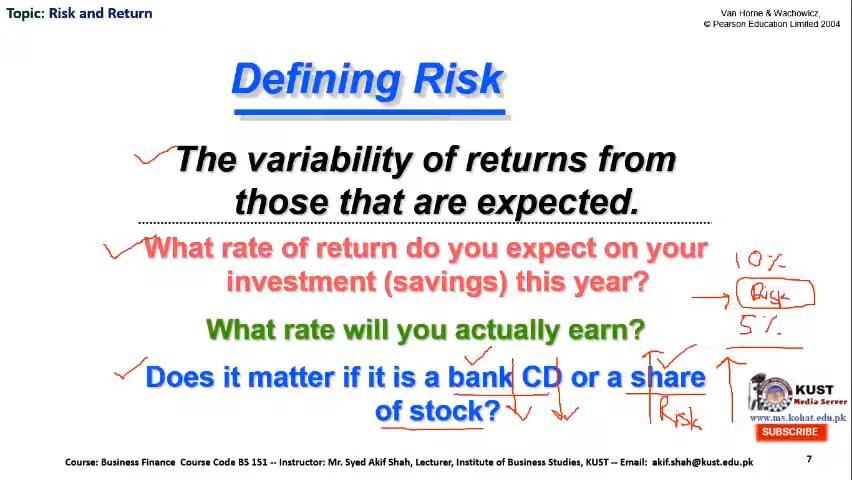 Topic: Risk and Return
Van Horne & Wachowicz,
© Pearson Education Limited 2004
Defining Risk
The variability of returns from
those that are expected.
What rate of return do you expect on your
investment (savings) this year?
10%
Risk
What rate will you actually earn?
5%
Does it matter if it is a bank CD or a share
of stock?
Risk
KUST
Media Server
www.ms.kohat.edu.pk
SUBSCRIBE
Course: Business Finance Course Code BS 151 -- Instructor: Mr. Syed Akif Shah, Lecturer, Institute of Business Studies, KUST -- Email: akif.shah@kust.edu.pk
7